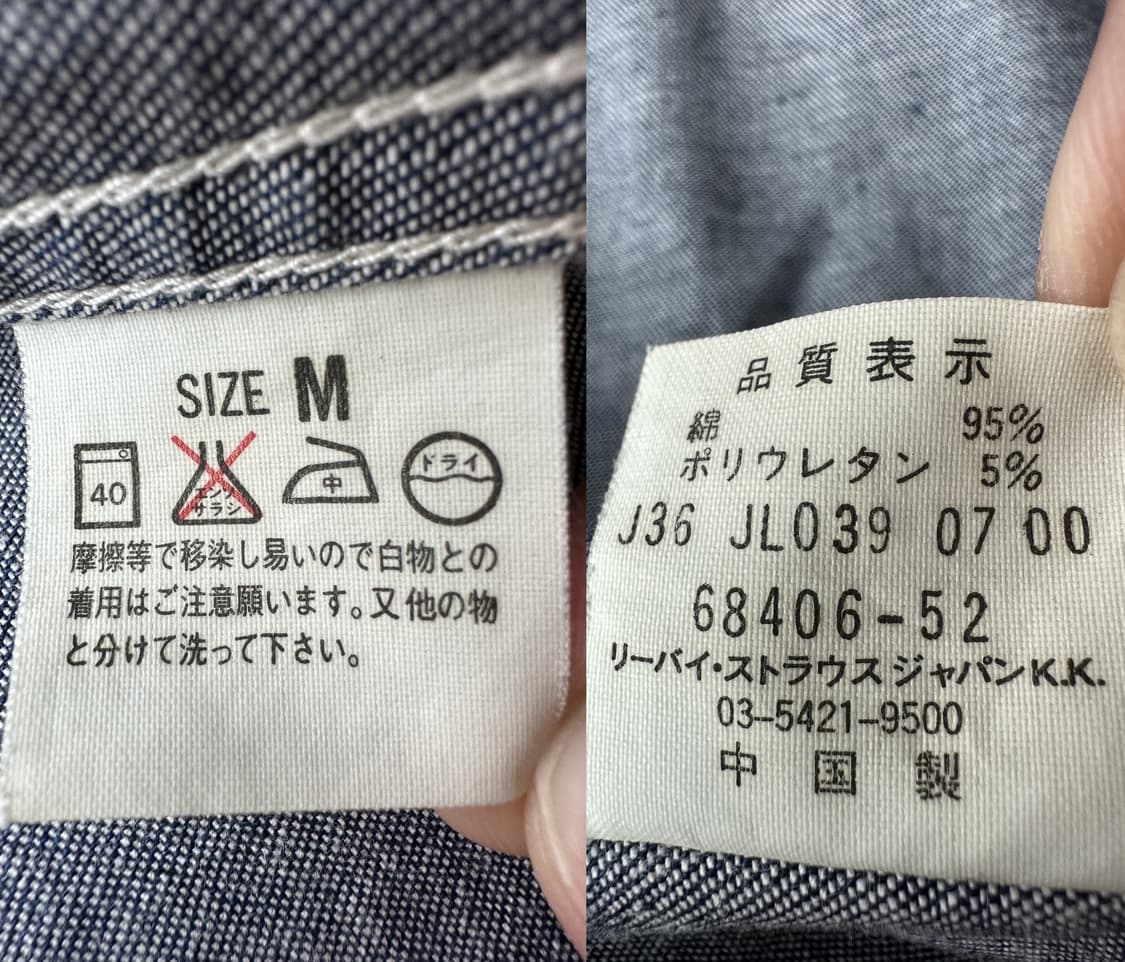 SIZE M
40
エンソ
サラシ
中
ドライ
摩擦等で移染し易いので白物との
着用はご注意願います。又他の物
と分けて洗って下さい。
品質表示
綿 95%
ポリウレタン 5%
J36 JL039 07 00
68406-52
リーバイ・ストラウス ジャパンK.K.
03-5421-9500
中国製